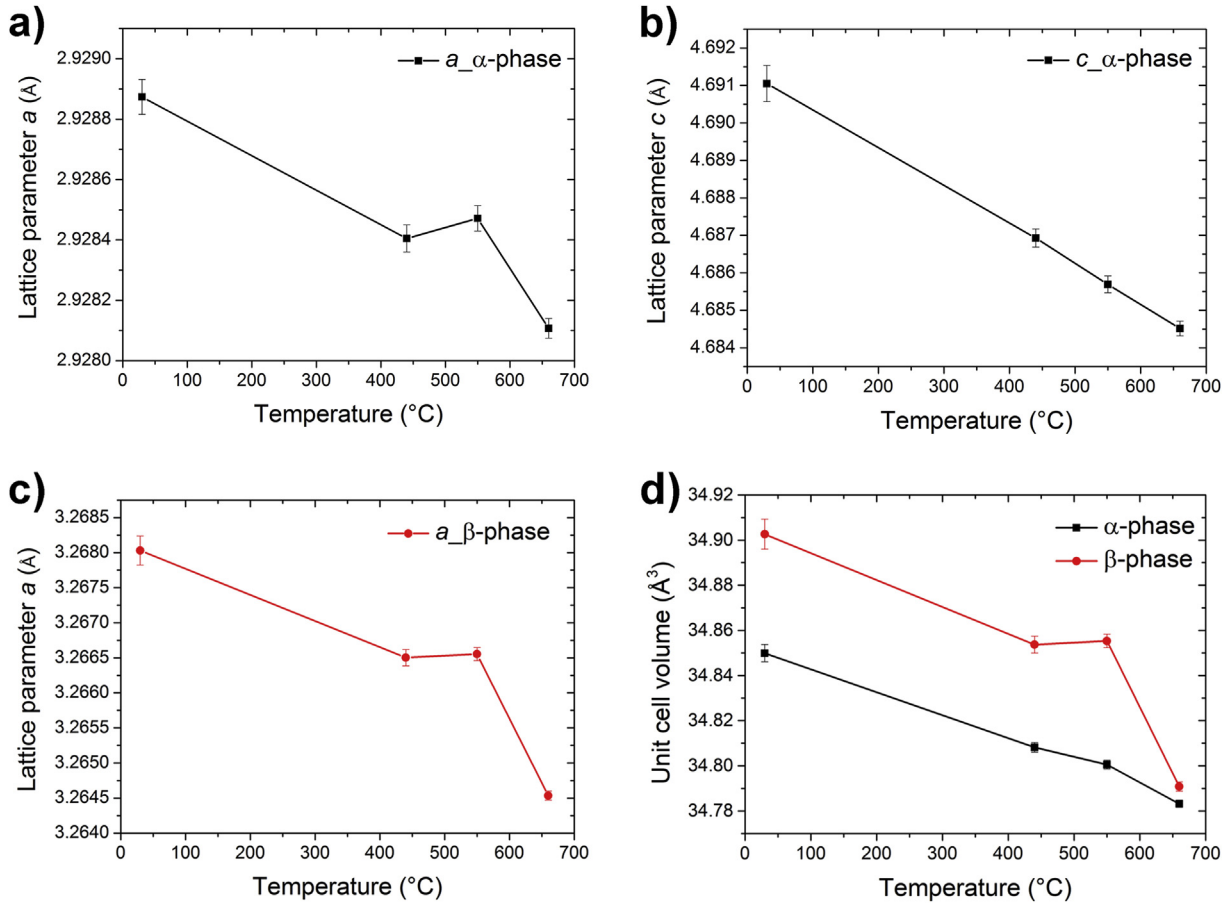 a)
a_α-phase
Lattice parameter a (Å)
2.9290
2.9288
2.9286
2.9284
2.9282
2.9280
0 100 200 300 400 500 600 700
Temperature (°C)
b)
c_α-phase
Lattice parameter c (Å)
4.692
4.691
4.690
4.689
4.688
4.687
4.686
4.685
4.684
0 100 200 300 400 500 600 700
Temperature (°C)
c)
a_β-phase
Lattice parameter a (Å)
3.2685
3.2680
3.2675
3.2670
3.2665
3.2660
3.2655
3.2650
3.2645
3.2640
0 100 200 300 400 500 600 700
Temperature (°C)
d)
α-phase
β-phase
Unit cell volume (Å³)
34.92
34.90
34.88
34.86
34.84
34.82
34.80
34.78
0 100 200 300 400 500 600 700
Temperature (°C)